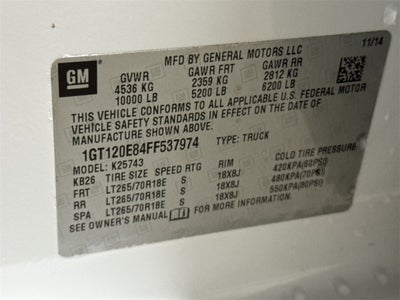 GM
MFD BY GENERAL MOTORS LLC 11/14
GVWR GAWR FRT GAWR RR
4536 KG 2359 KG 2812 KG
10000 LB 5200 LB 6200 LB
THIS VEHICLE CONFORMS TO ALL APPLICABLE U.S. FEDERAL MOTOR
VEHICLE SAFETY STANDARDS IN EFFECT ON THE DATE OF
MANUFACTURE SHOWN ABOVE.
1GT120E84FF537974 TYPE: TRUCK
MODEL: K25743
KB26 TIRE SIZE SPEED RTG RIM COLD TIRE PRESSURE
FRT LT265/70R18E S 18X8J 420KPA(60PSI)
RR LT265/70R18E S 18X8J 480KPA(70PSI)
SPA LT265/70R18E S 18X8J 550KPA(80PSI)
SEE OWNER'S MANUAL FOR MORE INFORMATION.